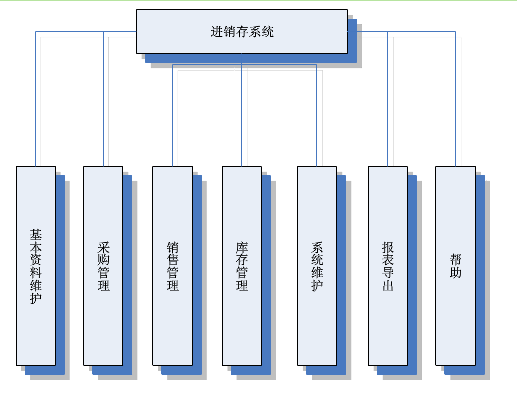 进销存系统
基本资料维护
采购管理
销售管理
库存管理
系统维护
报表导出
帮助